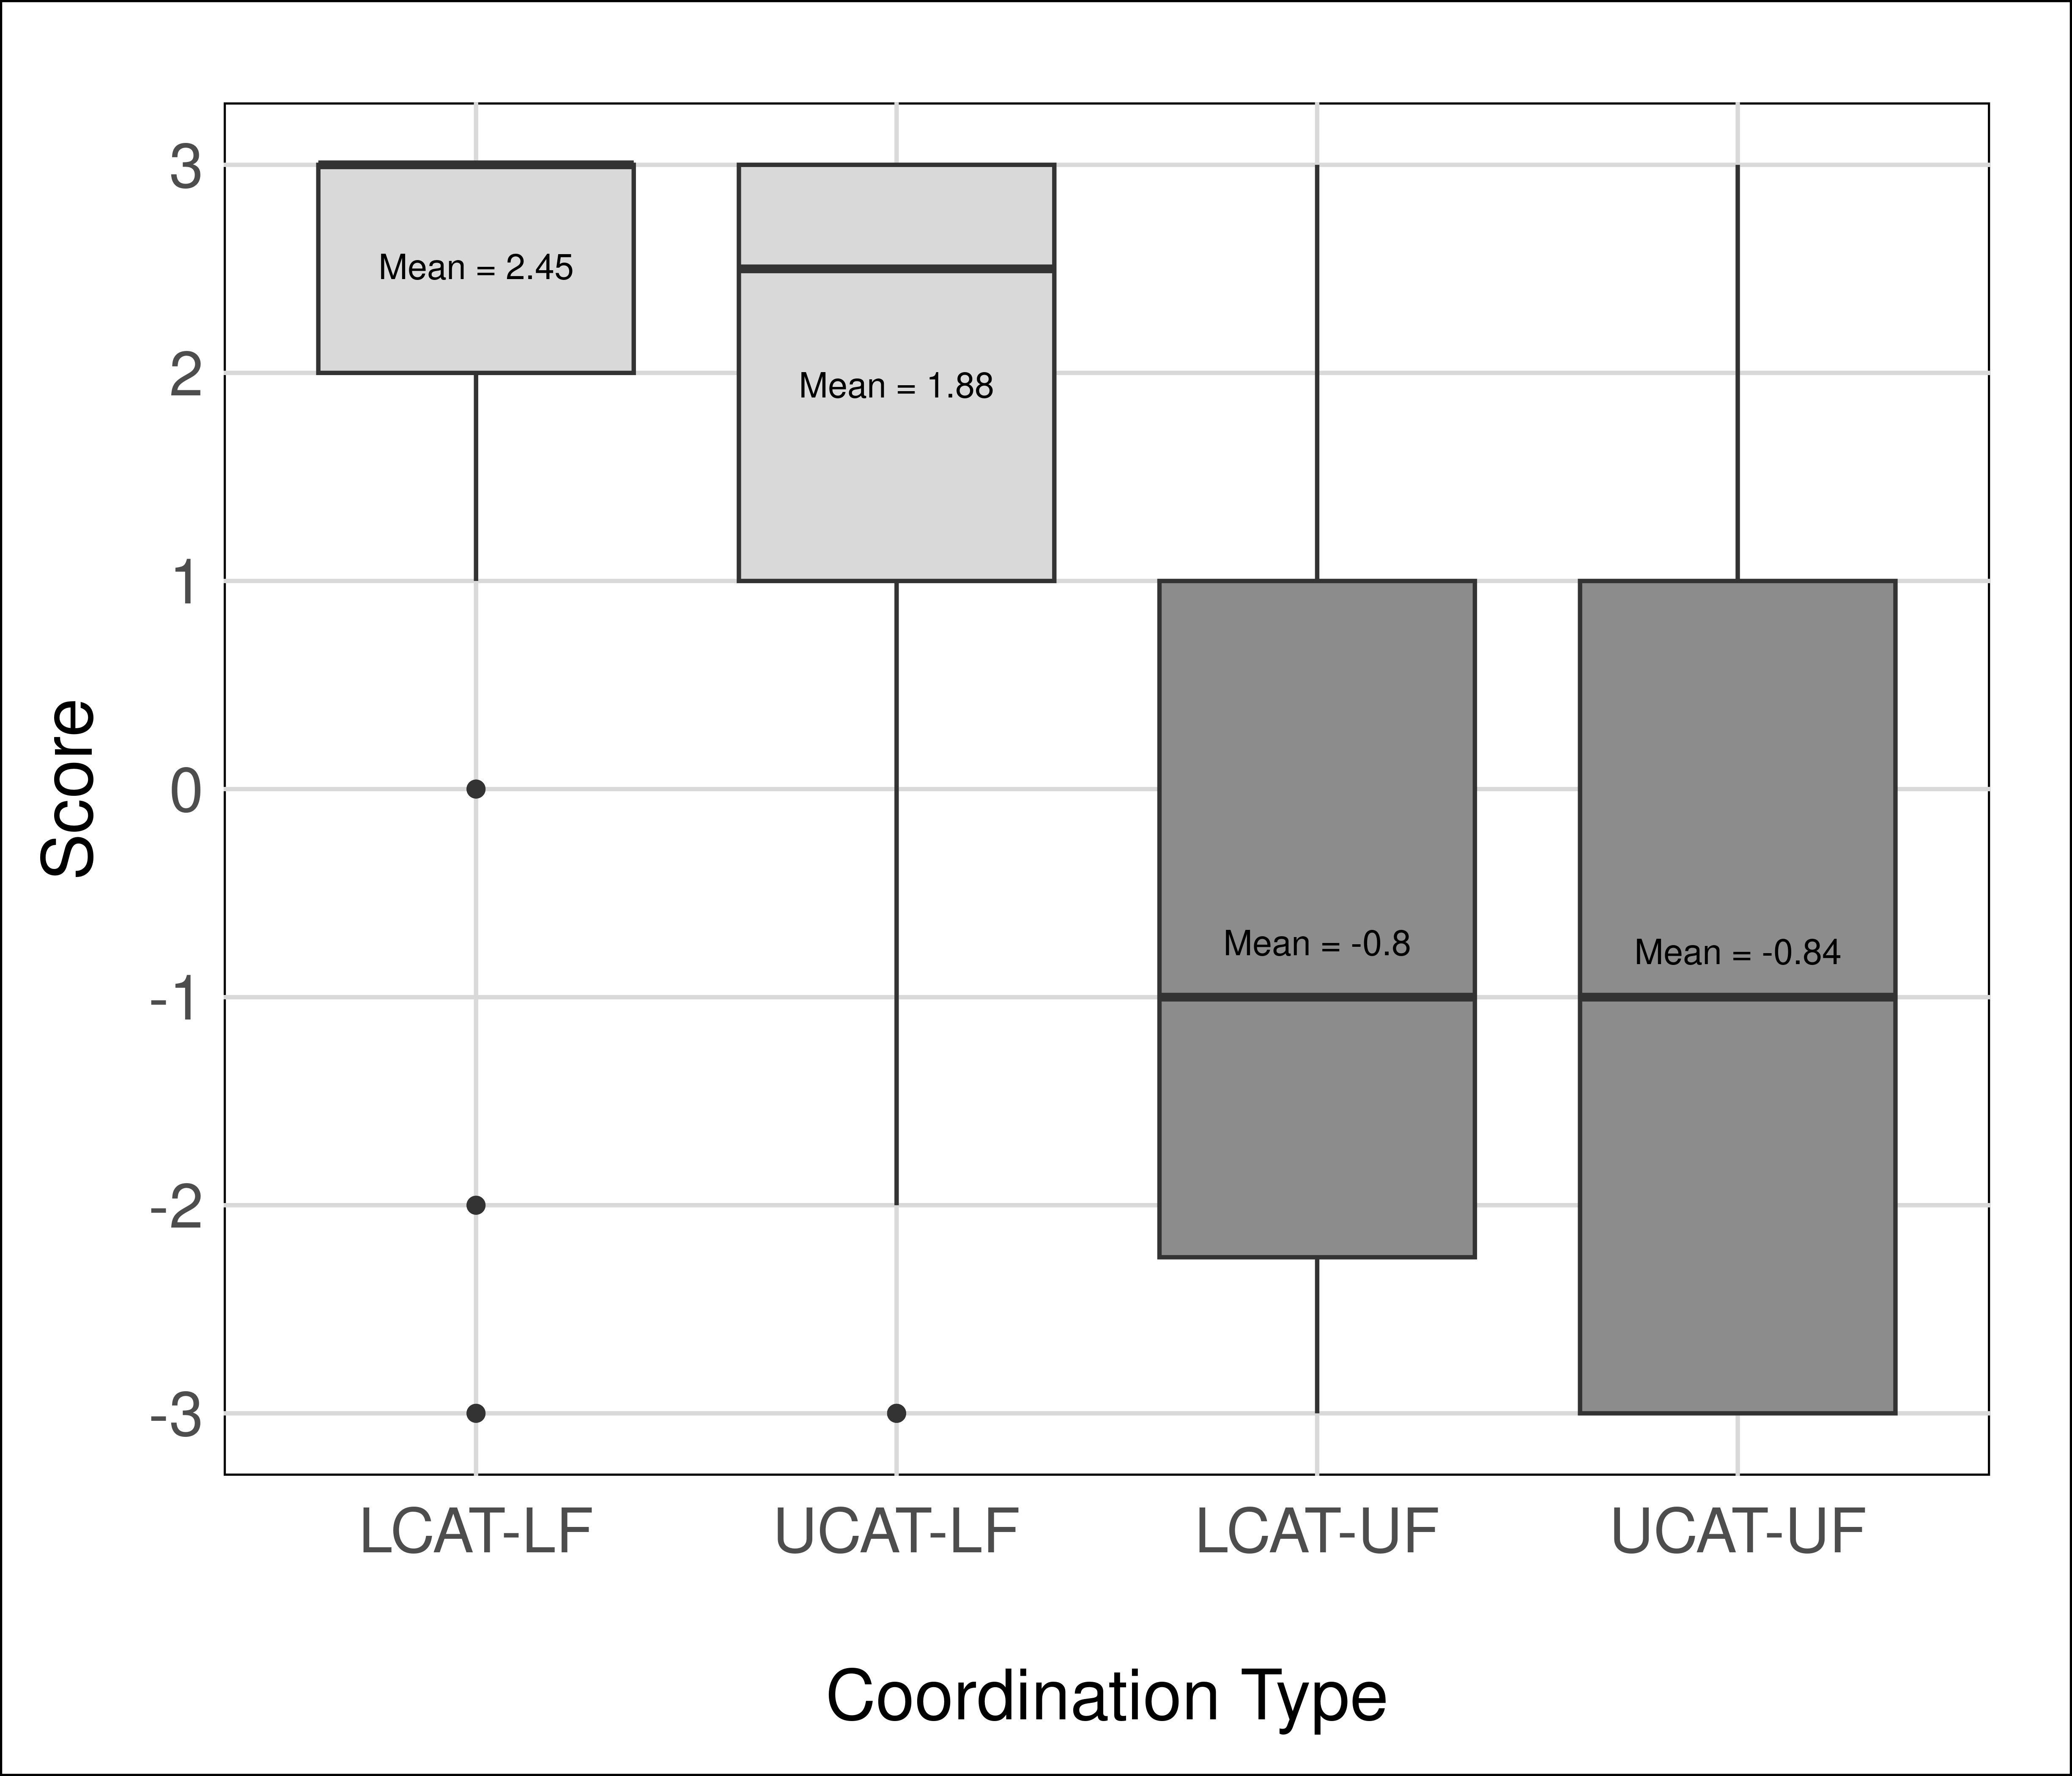 3
2
1
0
-1
-2
-3
Score
Mean = 2.45
Mean = 1.88
Mean = -0.8
Mean = -0.84
LCAT-LF
UCAT-LF
LCAT-UF
UCAT-UF
Coordination Type